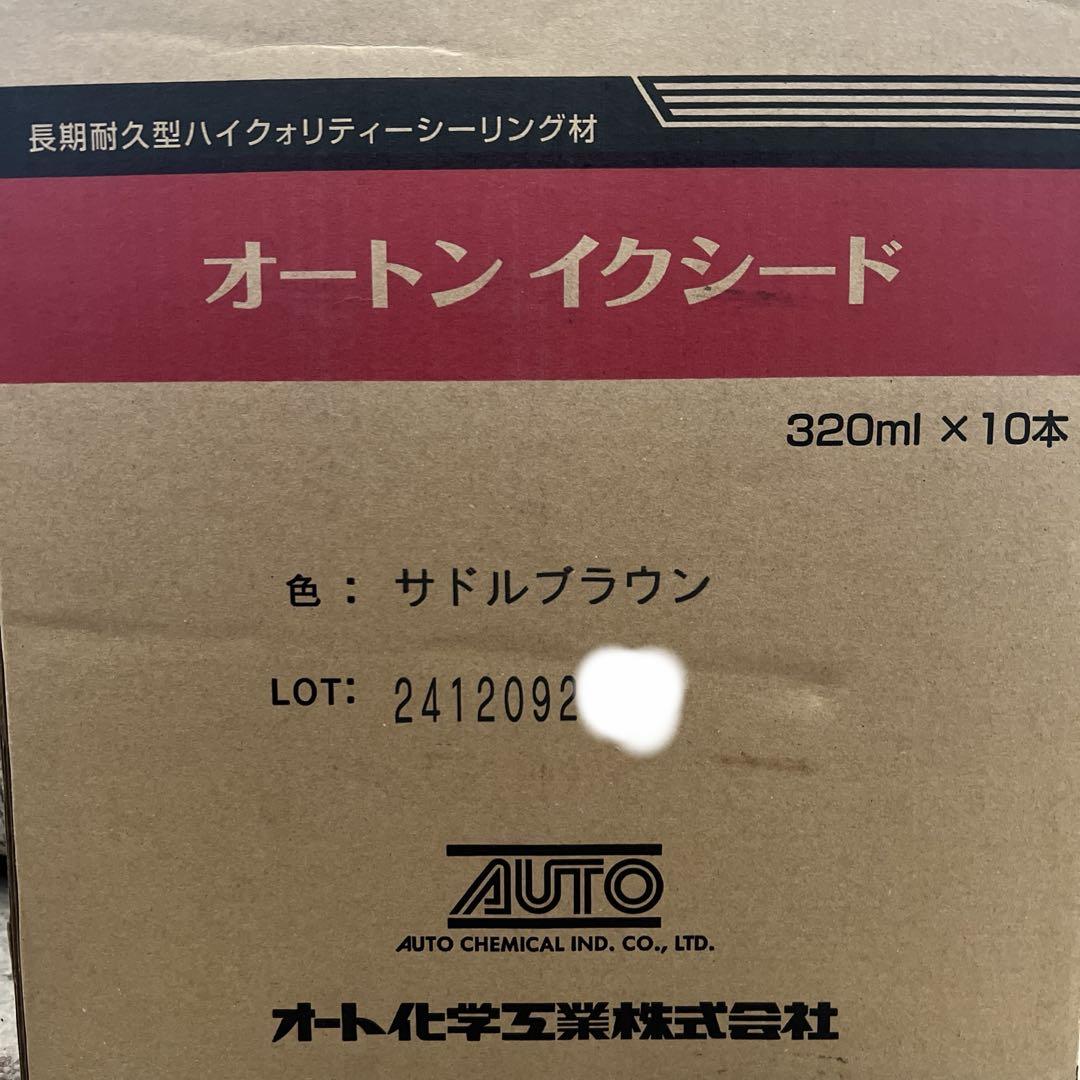 長期耐久型ハイクォリティーシーリング材
オートン イクシード
320ml ×10本
色： サドルブラウン
LOT: 2412092
AUTO
AUTO CHEMICAL IND. CO., LTD.
オート化学工業株式会社